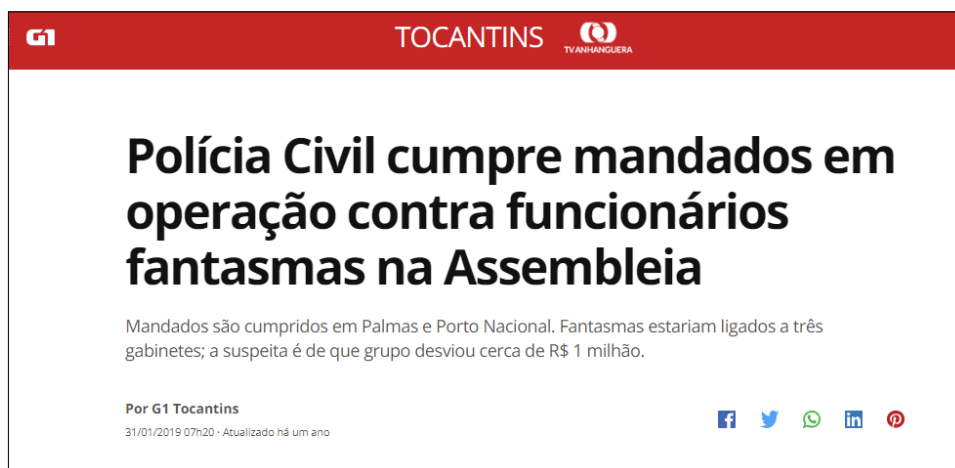 G1
TOCANTINS
TV ANHANGUERA
Polícia Civil cumpre mandados em
operação contra funcionários
fantasmas na Assembleia
Mandados são cumpridos em Palmas e Porto Nacional. Fantasmas estariam ligados a três
gabinetes; a suspeita é de que grupo desviou cerca de R$ 1 milhão.
Por G1 Tocantins
31/01/2019 07h20 · Atualizado há um ano